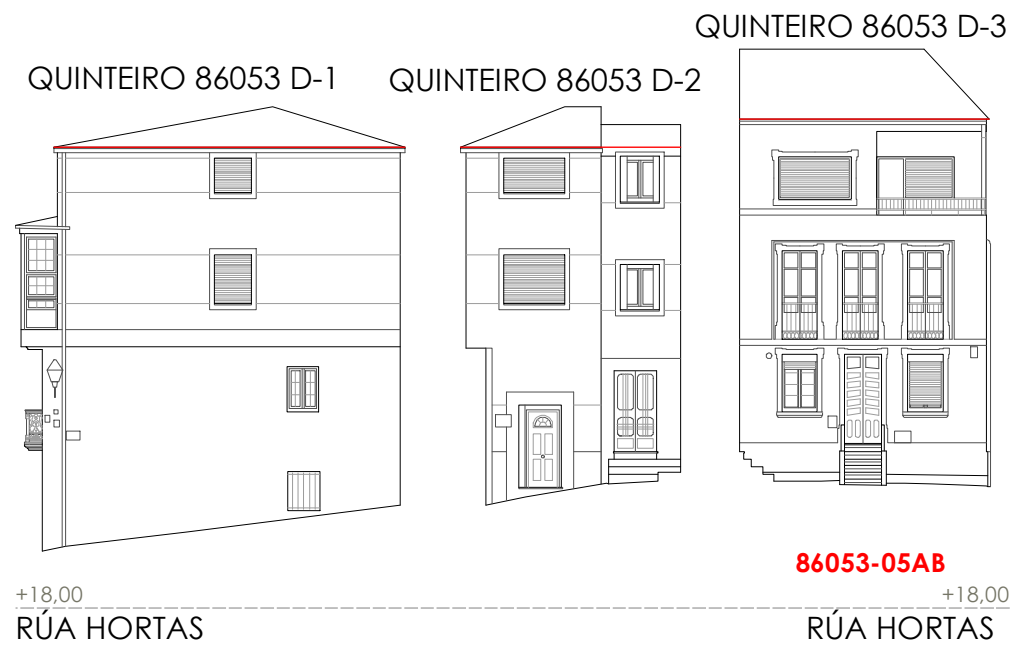 QUINTEIRO 86053 D-3
QUINTEIRO 86053 D-1
QUINTEIRO 86053 D-2
86053-05AB
+18,00
+18,00
RÚA HORTAS
RÚA HORTAS